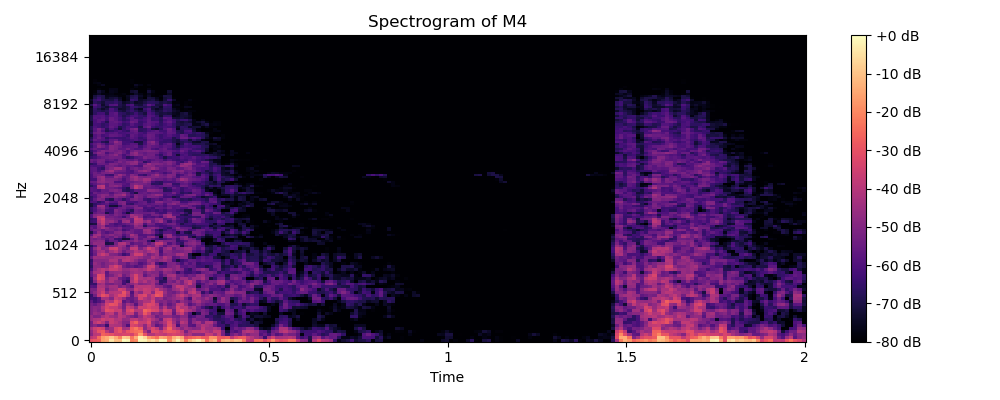 Spectrogram of M4
Hz
16384
8192
4096
2048
1024
512
0
0 0.5 1 1.5 2
Time
+0 dB
-10 dB
-20 dB
-30 dB
-40 dB
-50 dB
-60 dB
-70 dB
-80 dB